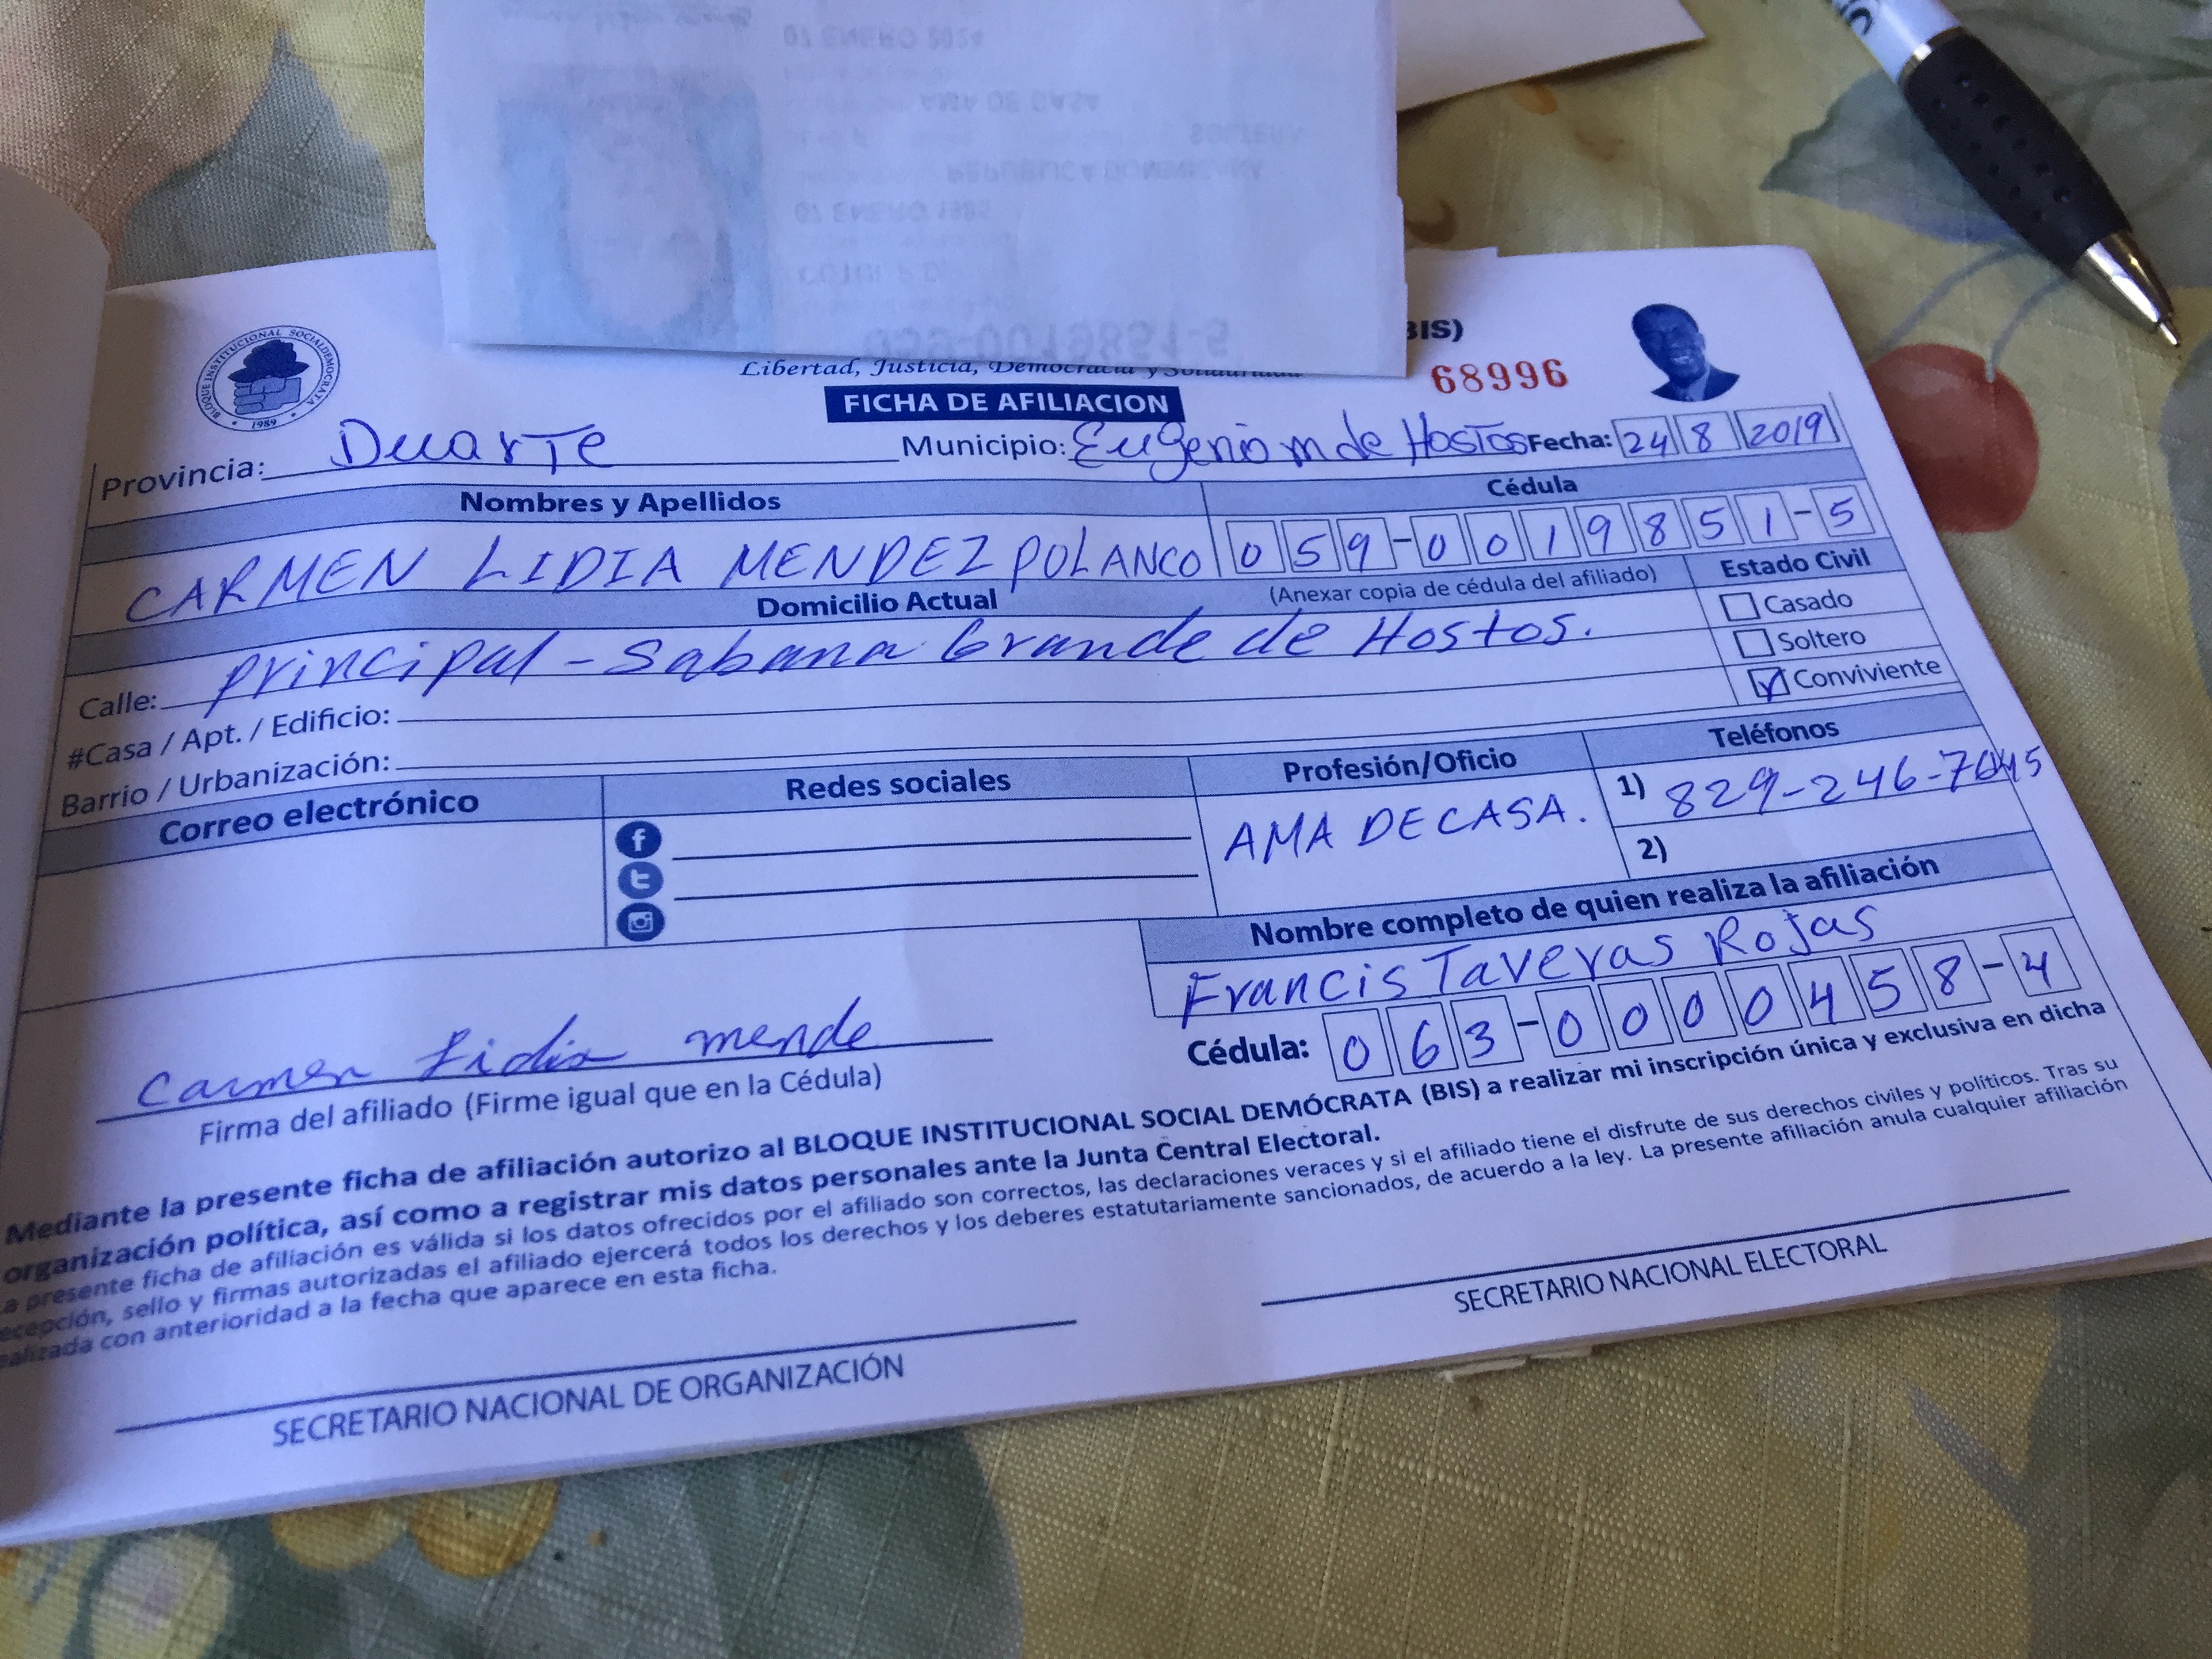 BIS)
Libertad, Justicia, Democracia y Solidaridad
68996
BLOQUE INSTITUCIONAL SOCIALDEMOCRATA
1989
FICHA DE AFILIACION
Provincia: Duarte Municipio: Eugenio m de Hostos Fecha: 24 8 2019
Nombres y Apellidos Cédula
CARMEN LIDIA MENDEZ POLANCO 059-0019851-5
(Anexar copia de cédula del afiliado)
Domicilio Actual Estado Civil
Calle: principal - Sabana Grande de Hostos.
Casado
Soltero
Conviviente
#Casa / Apt. / Edificio:
Barrio / Urbanización:
Correo electrónico Redes sociales Profesión/Oficio Teléfonos
AMA DE CASA.
1) 829-246-7045
2)
Nombre completo de quien realiza la afiliación
Francis Taveras Rojas
Cédula: 063-0000458-4
Carmen Lidia mende
Firma del afiliado (Firme igual que en la Cédula)
Mediante la presente ficha de afiliación autorizo al BLOQUE INSTITUCIONAL SOCIAL DEMÓCRATA (BIS) a realizar mi inscripción única y exclusiva en dicha
organización política, así como a registrar mis datos personales ante la Junta Central Electoral.
a presente ficha de afiliación es válida si los datos ofrecidos por el afiliado son correctos, las declaraciones veraces y si el afiliado tiene el disfrute de sus derechos civiles y políticos. Tras su
ecepción, sello y firmas autorizadas el afiliado ejercerá todos los derechos y los deberes estatutariamente sancionados, de acuerdo a la ley. La presente afiliación anula cualquier afiliación
ealizada con anterioridad a la fecha que aparece en esta ficha.
SECRETARIO NACIONAL DE ORGANIZACIÓN
SECRETARIO NACIONAL ELECTORAL